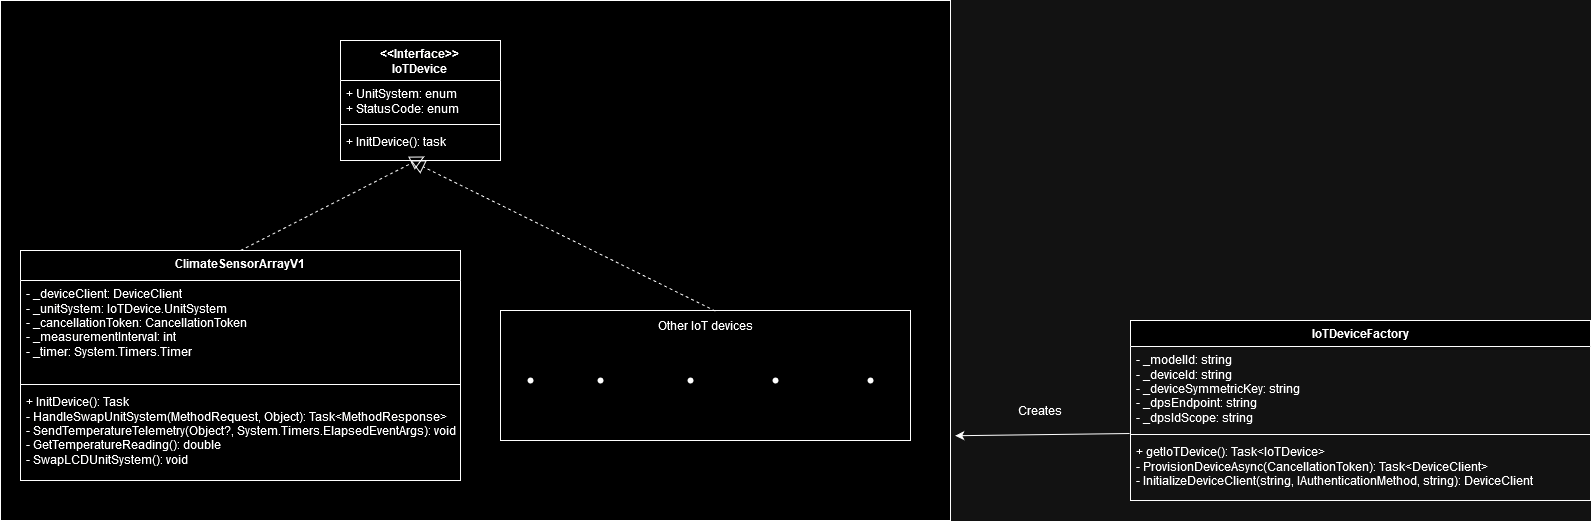 <<Interface>>
IoTDevice
+ UnitSystem: enum
+ StatusCode: enum
+ InitDevice(): task
ClimateSensorArrayV1
- _deviceClient: DeviceClient
- _unitSystem: IoTDevice.UnitSystem
- _cancellationToken: CancellationToken
- _measurementInterval: int
- _timer: System.Timers.Timer
+ InitDevice(): Task
- HandleSwapUnitSystem(MethodRequest, Object): Task<MethodResponse>
- SendTemperatureTelemetry(Object?, System.Timers.ElapsedEventArgs): void
- GetTemperatureReading(): double
- SwapLCDUnitSystem(): void
Other IoT devices
Creates
IoTDeviceFactory
- _modelId: string
- _deviceId: string
- _deviceSymmetricKey: string
- _dpsEndpoint: string
- _dpsIdScope: string
+ getIoTDevice(): Task<IoTDevice>
- ProvisionDeviceAsync(CancellationToken): Task<DeviceClient>
- InitializeDeviceClient(string, IAuthenticationMethod, string): DeviceClient